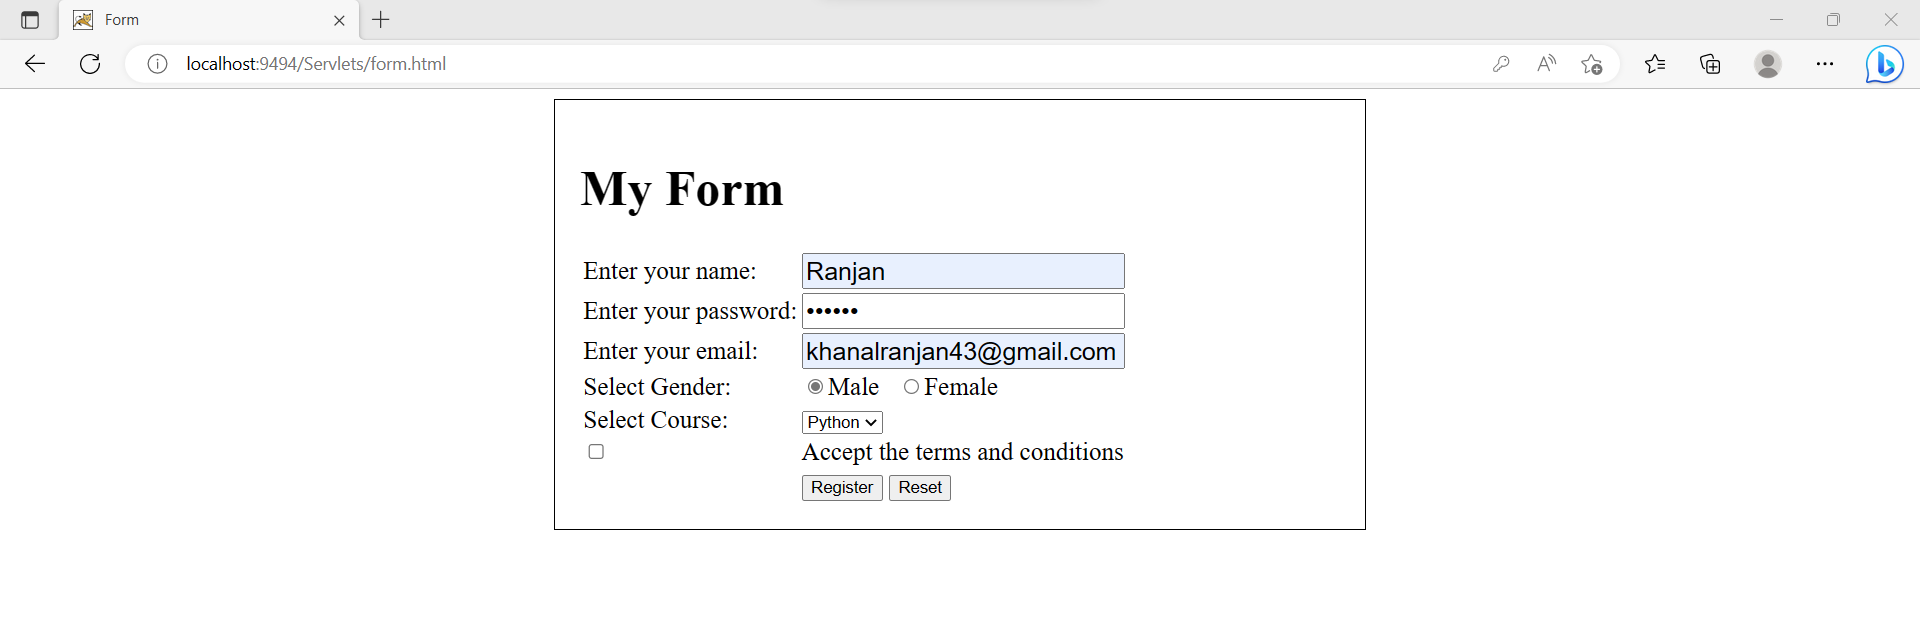 Form
localhost:9494/Servlets/form.html
My Form
Enter your name: Ranjan
Enter your password: ••••••
Enter your email: khanalranjan43@gmail.com
Select Gender: Male Female
Select Course: Python
Accept the terms and conditions
Register Reset